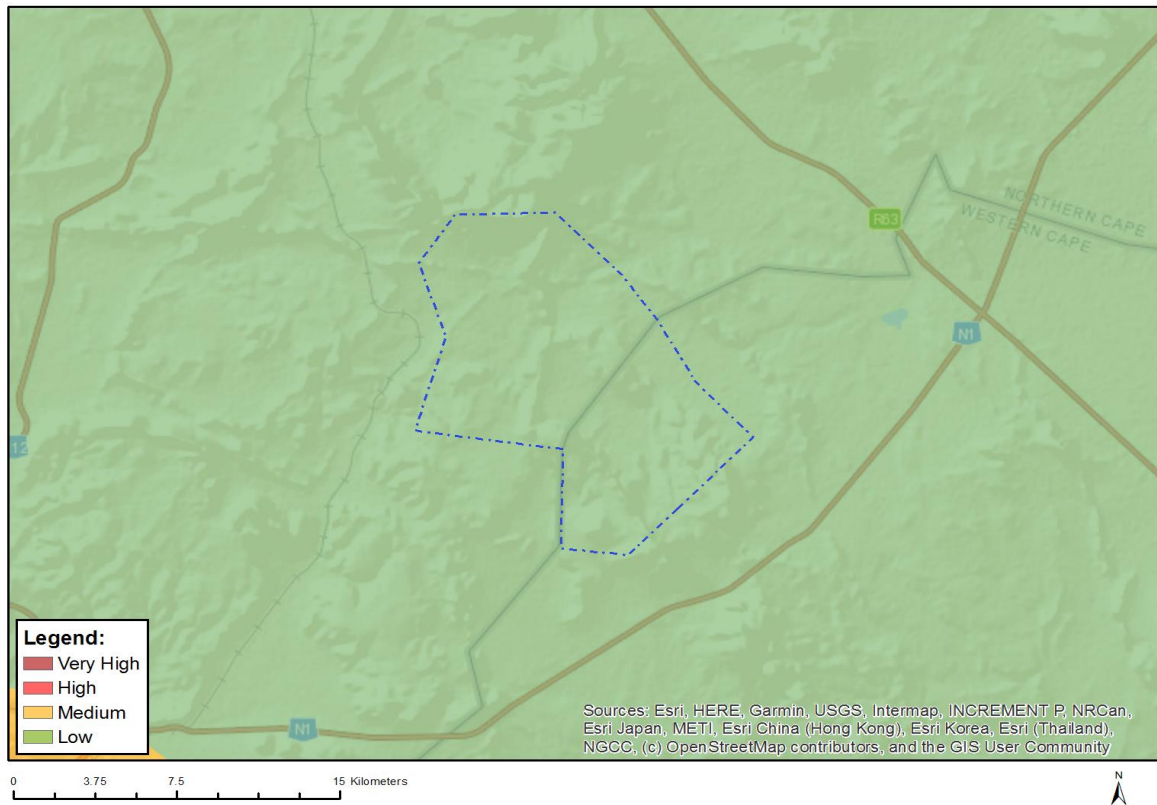 NORTHERN CAPE
WESTERN CAPE
R63
N1
12
N1
Legend:
Very High
High
Medium
Low
Sources: Esri, HERE, Garmin, USGS, Intermap, INCREMENT P, NRCan,
Esri Japan, METI, Esri China (Hong Kong), Esri Korea, Esri (Thailand),
NGCC, (c) OpenStreetMap contributors, and the GIS User Community
0 3.75 7.5 15 Kilometers
N